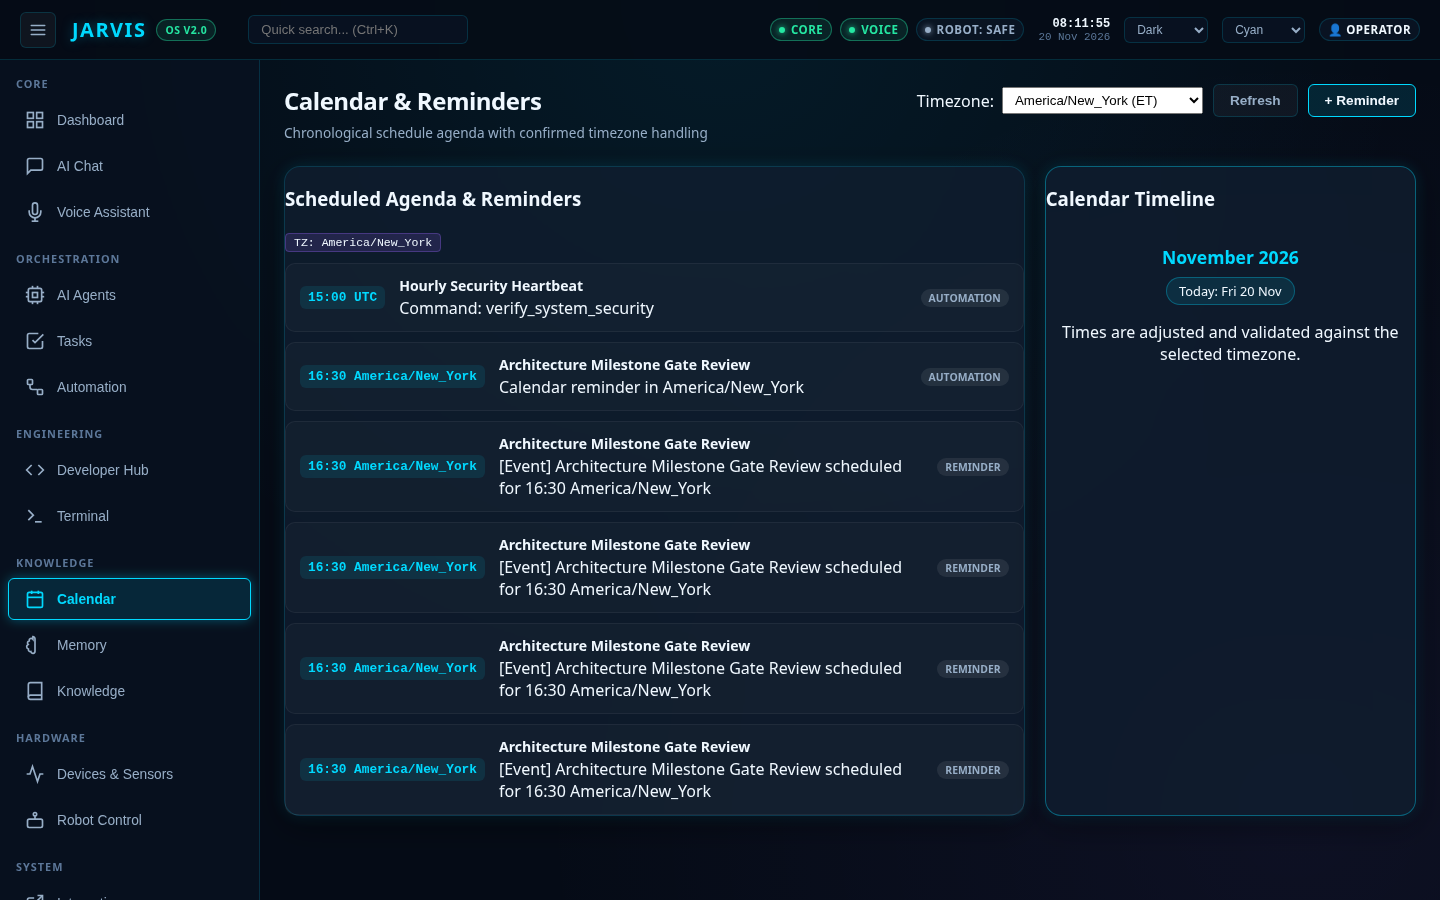 JARVIS OS V2.0 Quick search... (Ctrl+K) CORE VOICE ROBOT: SAFE 08:11:55 Dark Cyan 👤 OPERATOR
20 Nov 2026
CORE
Dashboard
AI Chat
Voice Assistant
ORCHESTRATION
AI Agents
Tasks
Automation
ENGINEERING
Developer Hub
Terminal
KNOWLEDGE
Calendar
Memory
Knowledge
HARDWARE
Devices & Sensors
Robot Control
SYSTEM
Calendar & Reminders
Chronological schedule agenda with confirmed timezone handling
Timezone: America/New_York (ET) Refresh + Reminder
Scheduled Agenda & Reminders
TZ: America/New_York
15:00 UTC
Hourly Security Heartbeat
Command: verify_system_security
AUTOMATION
16:30 America/New_York
Architecture Milestone Gate Review
Calendar reminder in America/New_York
AUTOMATION
16:30 America/New_York
Architecture Milestone Gate Review
[Event] Architecture Milestone Gate Review scheduled
for 16:30 America/New_York
REMINDER
16:30 America/New_York
Architecture Milestone Gate Review
[Event] Architecture Milestone Gate Review scheduled
for 16:30 America/New_York
REMINDER
16:30 America/New_York
Architecture Milestone Gate Review
[Event] Architecture Milestone Gate Review scheduled
for 16:30 America/New_York
REMINDER
16:30 America/New_York
Architecture Milestone Gate Review
[Event] Architecture Milestone Gate Review scheduled
for 16:30 America/New_York
REMINDER
Calendar Timeline
November 2026
Today: Fri 20 Nov
Times are adjusted and validated against the
selected timezone.